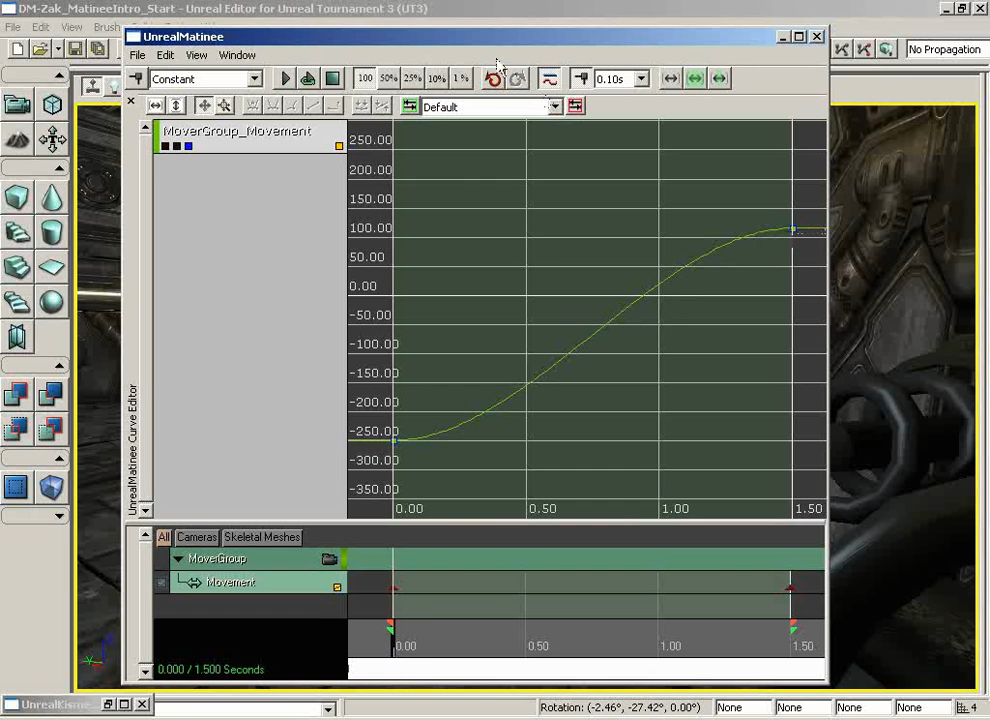 DM-Zak_MatineeIntro_Start - Unreal Editor for Unreal Tournament 3 (UT3)
File Edit View Brush
UnrealMatinee
File Edit View Window
No Propagation
Constant 100 50% 25% 10% 1 % 0.10s
Default
MoverGroup_Movement
250.00
200.00
150.00
100.00
50.00
0.00
-50.00
-100.00
-150.00
-200.00
-250.00
-300.00
-350.00
0.00 0.50 1.00 1.50
UnrealMatinee Curve Editor
All Cameras Skeletal Meshes
MoverGroup
Movement
0.00 0.50 1.00 1.50
0.000 / 1.500 Seconds
UnrealKisme
Rotation: (-2.46°, -27.42°, 0.00°) None None None None 4